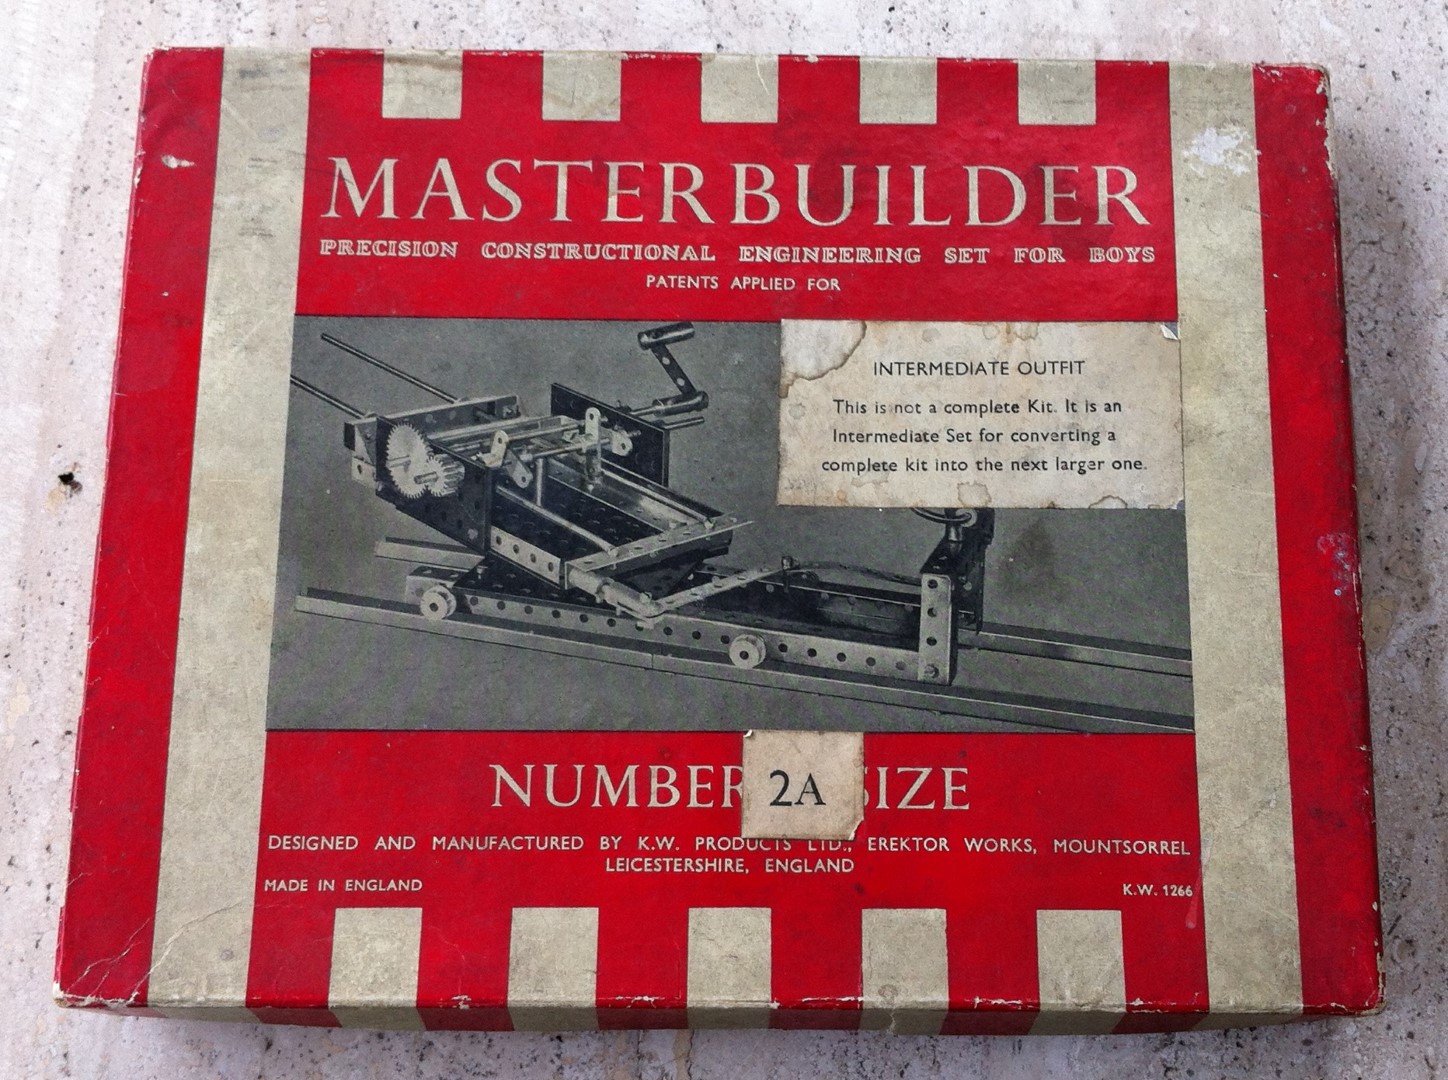 MASTERBUILDER
PRECISION CONSTRUCTIONAL ENGINEERING SET FOR BOYS
PATENTS APPLIED FOR
INTERMEDIATE OUTFIT
This is not a complete Kit. It is an
Intermediate Set for converting a
complete kit into the next larger one.
NUMBER 2A SIZE
DESIGNED AND MANUFACTURED BY K.W. PRODUCTS LTD., EREKTOR WORKS, MOUNTSORREL
LEICESTERSHIRE, ENGLAND
MADE IN ENGLAND
K.W. 1266